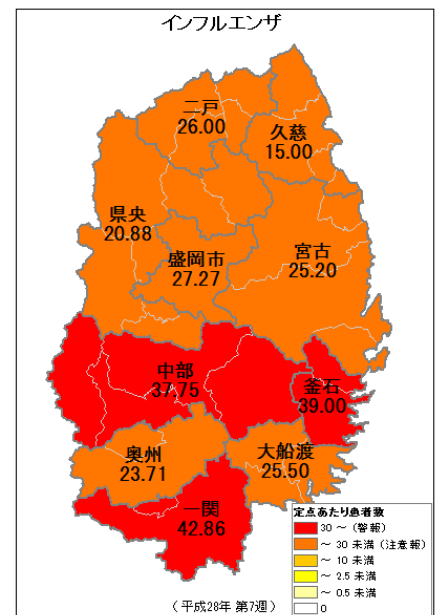 インフルエンザ
二戸
26.00
久慈
15.00
県央
20.88
盛岡市
27.27
宮古
25.20
中部
37.75
釜石
39.00
奥州
23.71
大船渡
25.50
一関
42.86
定点あたり患者数
30 ～ (警報)
～ 30 未満 (注意報)
～ 10 未満
～ 2.5 未満
～ 0.5 未満
0
(平成28年 第7週)